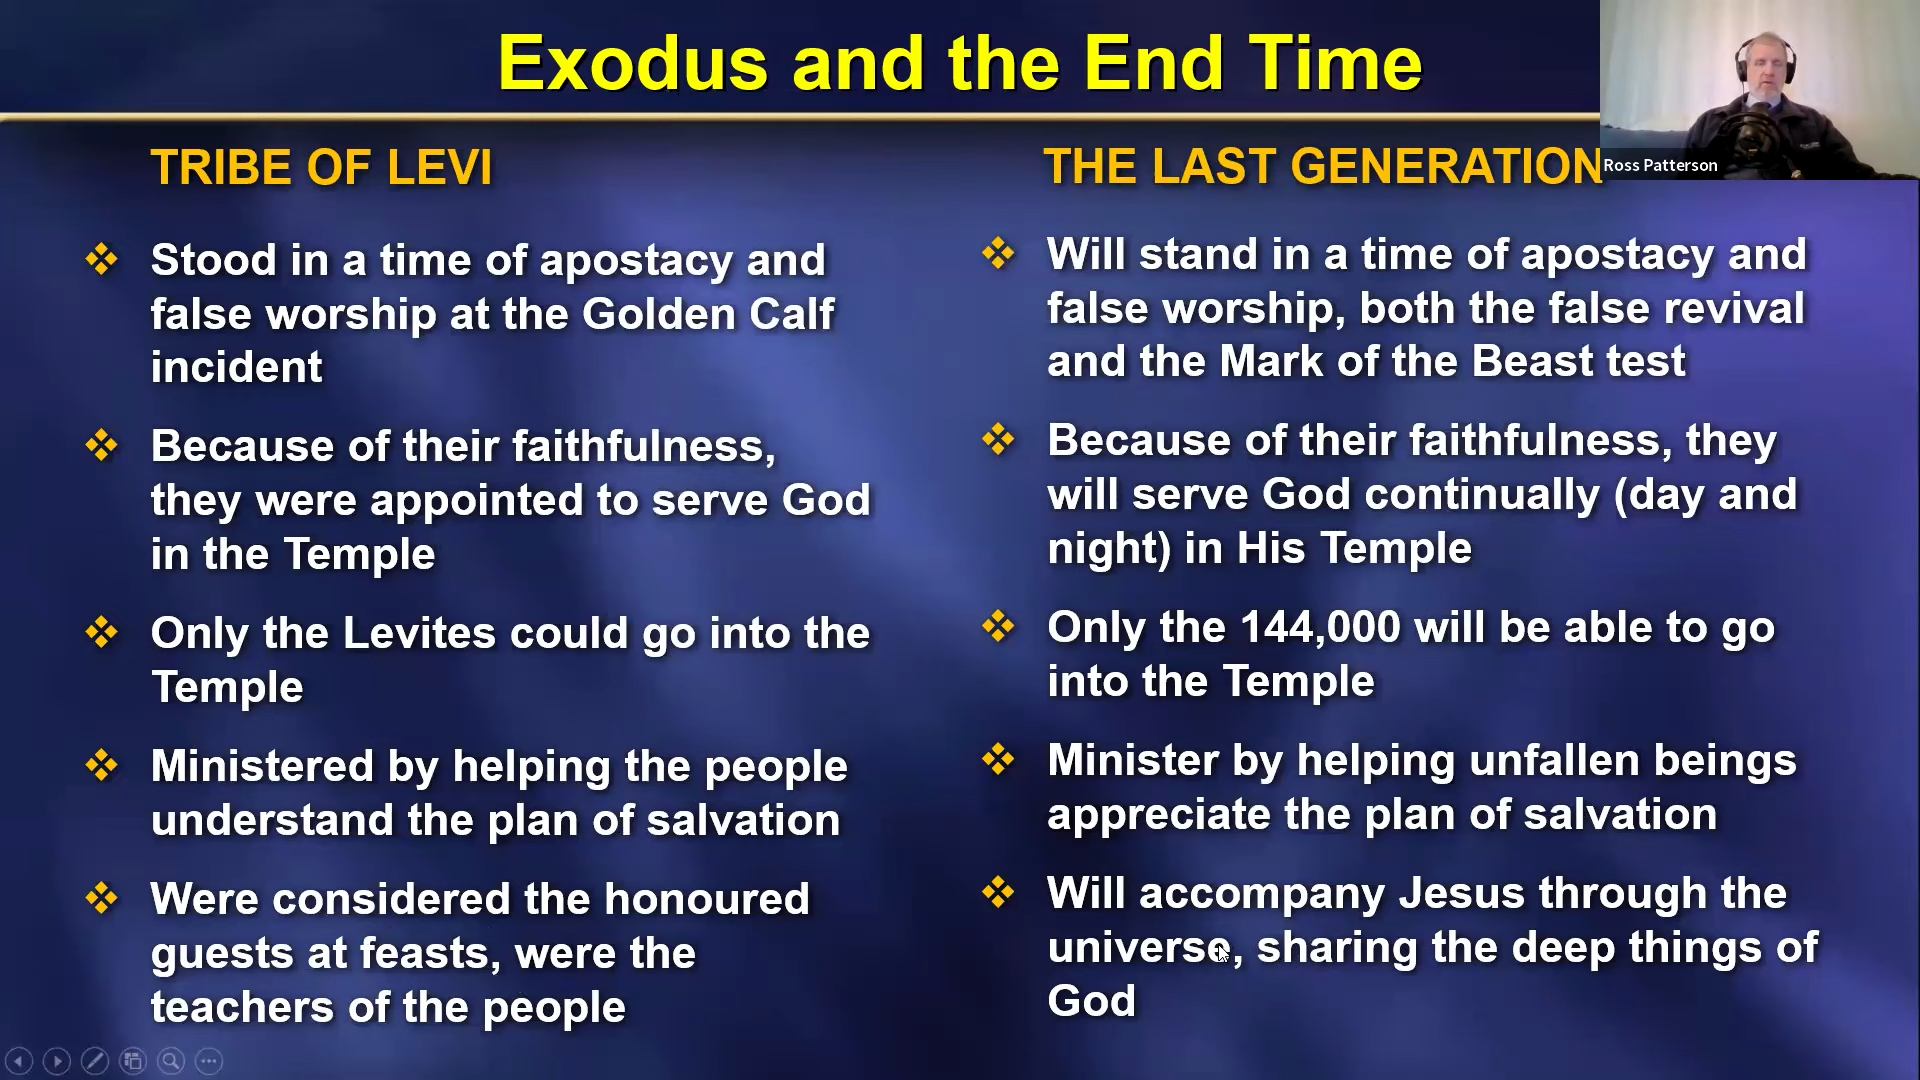 Exodus and the End Time
Ross Patterson
TRIBE OF LEVI
Stood in a time of apostacy and
false worship at the Golden Calf
incident
Because of their faithfulness,
they were appointed to serve God
in the Temple
Only the Levites could go into the
Temple
Ministered by helping the people
understand the plan of salvation
Were considered the honoured
guests at feasts, were the
teachers of the people
THE LAST GENERATION
Will stand in a time of apostacy and
false worship, both the false revival
and the Mark of the Beast test
Because of their faithfulness, they
will serve God continually (day and
night) in His Temple
Only the 144,000 will be able to go
into the Temple
Minister by helping unfallen beings
appreciate the plan of salvation
Will accompany Jesus through the
universe, sharing the deep things of
God